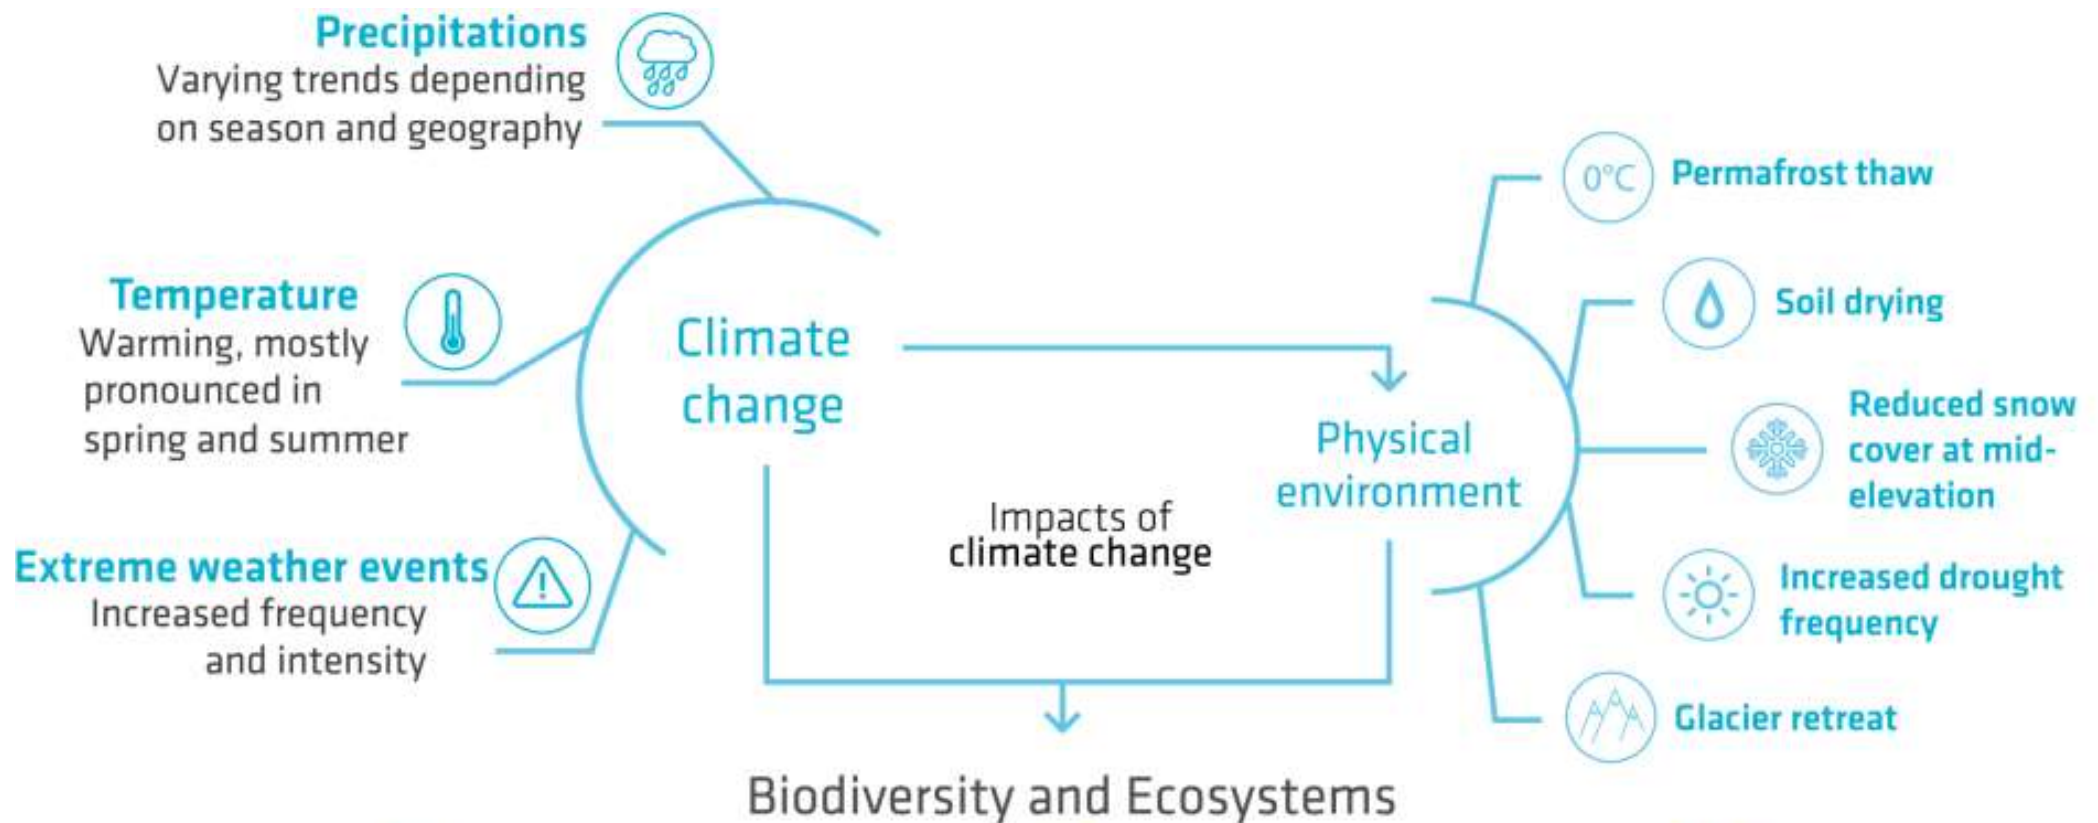 Precipitations
Varying trends depending
on season and geography
Temperature
Warming, mostly
pronounced in
spring and summer
Extreme weather events
Increased frequency
and intensity
Climate
change
Impacts of
climate change
Physical
environment
0°C
Permafrost thaw
Soil drying
Reduced snow
cover at mid-
elevation
Increased drought
frequency
Glacier retreat
Biodiversity and Ecosystems